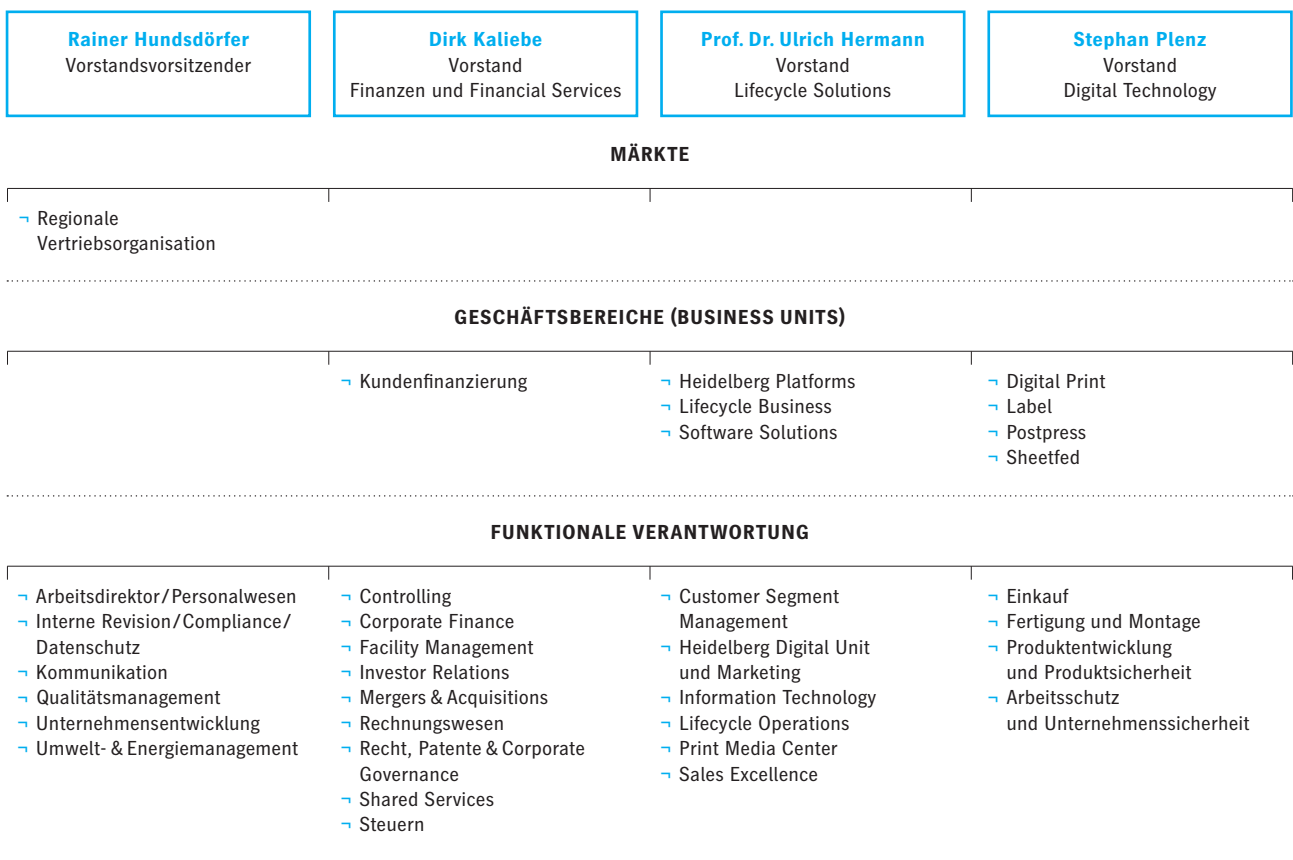 Rainer Hundsdörfer
Vorstandsvorsitzender
Dirk Kaliebe
Vorstand
Finanzen und Financial Services
Prof. Dr. Ulrich Hermann
Vorstand
Lifecycle Solutions
Stephan Plenz
Vorstand
Digital Technology
MÄRKTE
¬ Regionale
Vertriebsorganisation
GESCHÄFTSBEREICHE (BUSINESS UNITS)
¬ Kundenfinanzierung
¬ Heidelberg Platforms
¬ Lifecycle Business
¬ Software Solutions
¬ Digital Print
¬ Label
¬ Postpress
¬ Sheetfed
FUNKTIONALE VERANTWORTUNG
¬ Arbeitsdirektor/Personalwesen
¬ Interne Revision/Compliance/
Datenschutz
¬ Kommunikation
¬ Qualitätsmanagement
¬ Unternehmensentwicklung
¬ Umwelt- & Energiemanagement
¬ Controlling
¬ Corporate Finance
¬ Facility Management
¬ Investor Relations
¬ Mergers & Acquisitions
¬ Rechnungswesen
¬ Recht, Patente & Corporate
Governance
¬ Shared Services
¬ Steuern
¬ Customer Segment
Management
¬ Heidelberg Digital Unit
und Marketing
¬ Information Technology
¬ Lifecycle Operations
¬ Print Media Center
¬ Sales Excellence
¬ Einkauf
¬ Fertigung und Montage
¬ Produktentwicklung
und Produktsicherheit
¬ Arbeitsschutz
und Unternehmenssicherheit